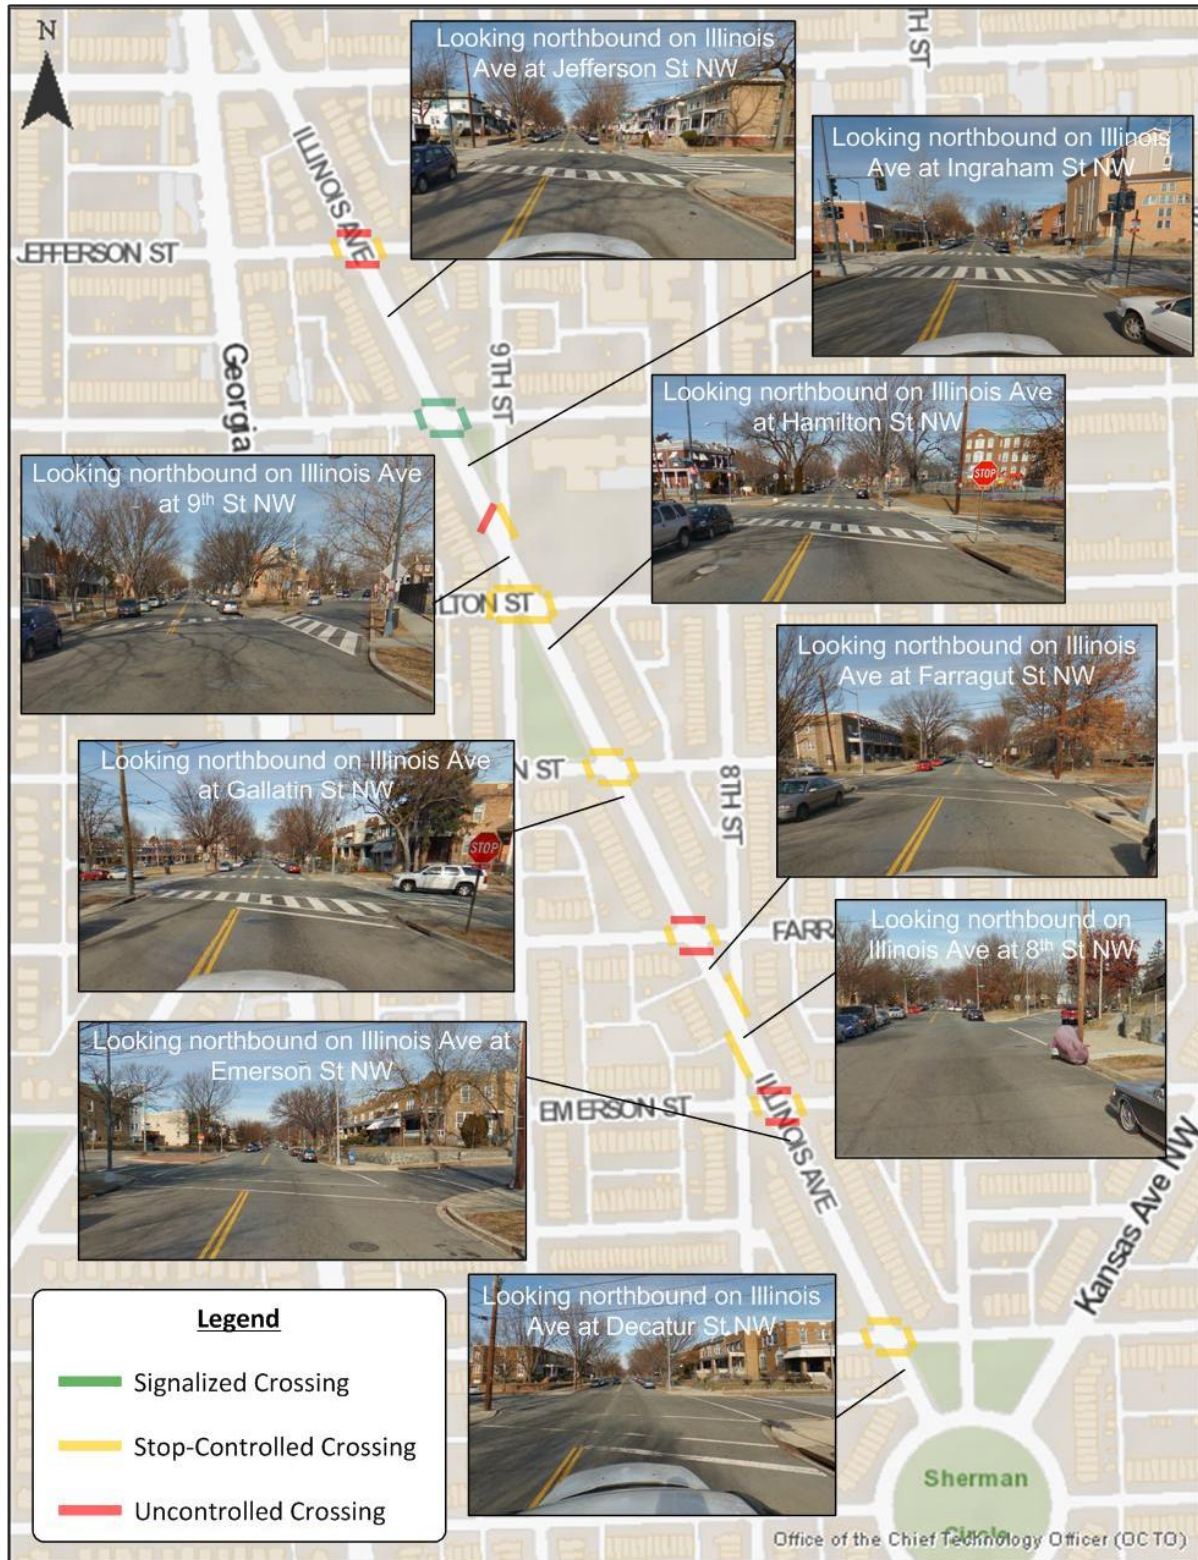 N
TH ST
Looking northbound on Illinois
Ave at Jefferson St NW
ILLINOIS AVE
Looking northbound on Illinois
Ave at Ingraham St NW
JEFFERSON ST
Georgia
9TH ST
Looking northbound on Illinois Ave
at Hamilton St NW
STOP
Looking northbound on Illinois Ave
at 9th St NW
LTON ST
Looking northbound on Illinois
Ave at Farragut St NW
Looking northbound on Illinois Ave
at Gallatin St NW
STOP
N ST
8TH ST
FARR
Looking northbound on
Illinois Ave at 8th St NW
Looking northbound on Illinois Ave at
Emerson St NW
EMERSON ST
ILLINOIS AVE
Kansas Ave NW
Looking northbound on Illinois
Ave at Decatur St NW
Legend
Signalized Crossing
Stop-Controlled Crossing
Uncontrolled Crossing
Sherman
Circle
Office of the Chief Technology Officer (OCTO)